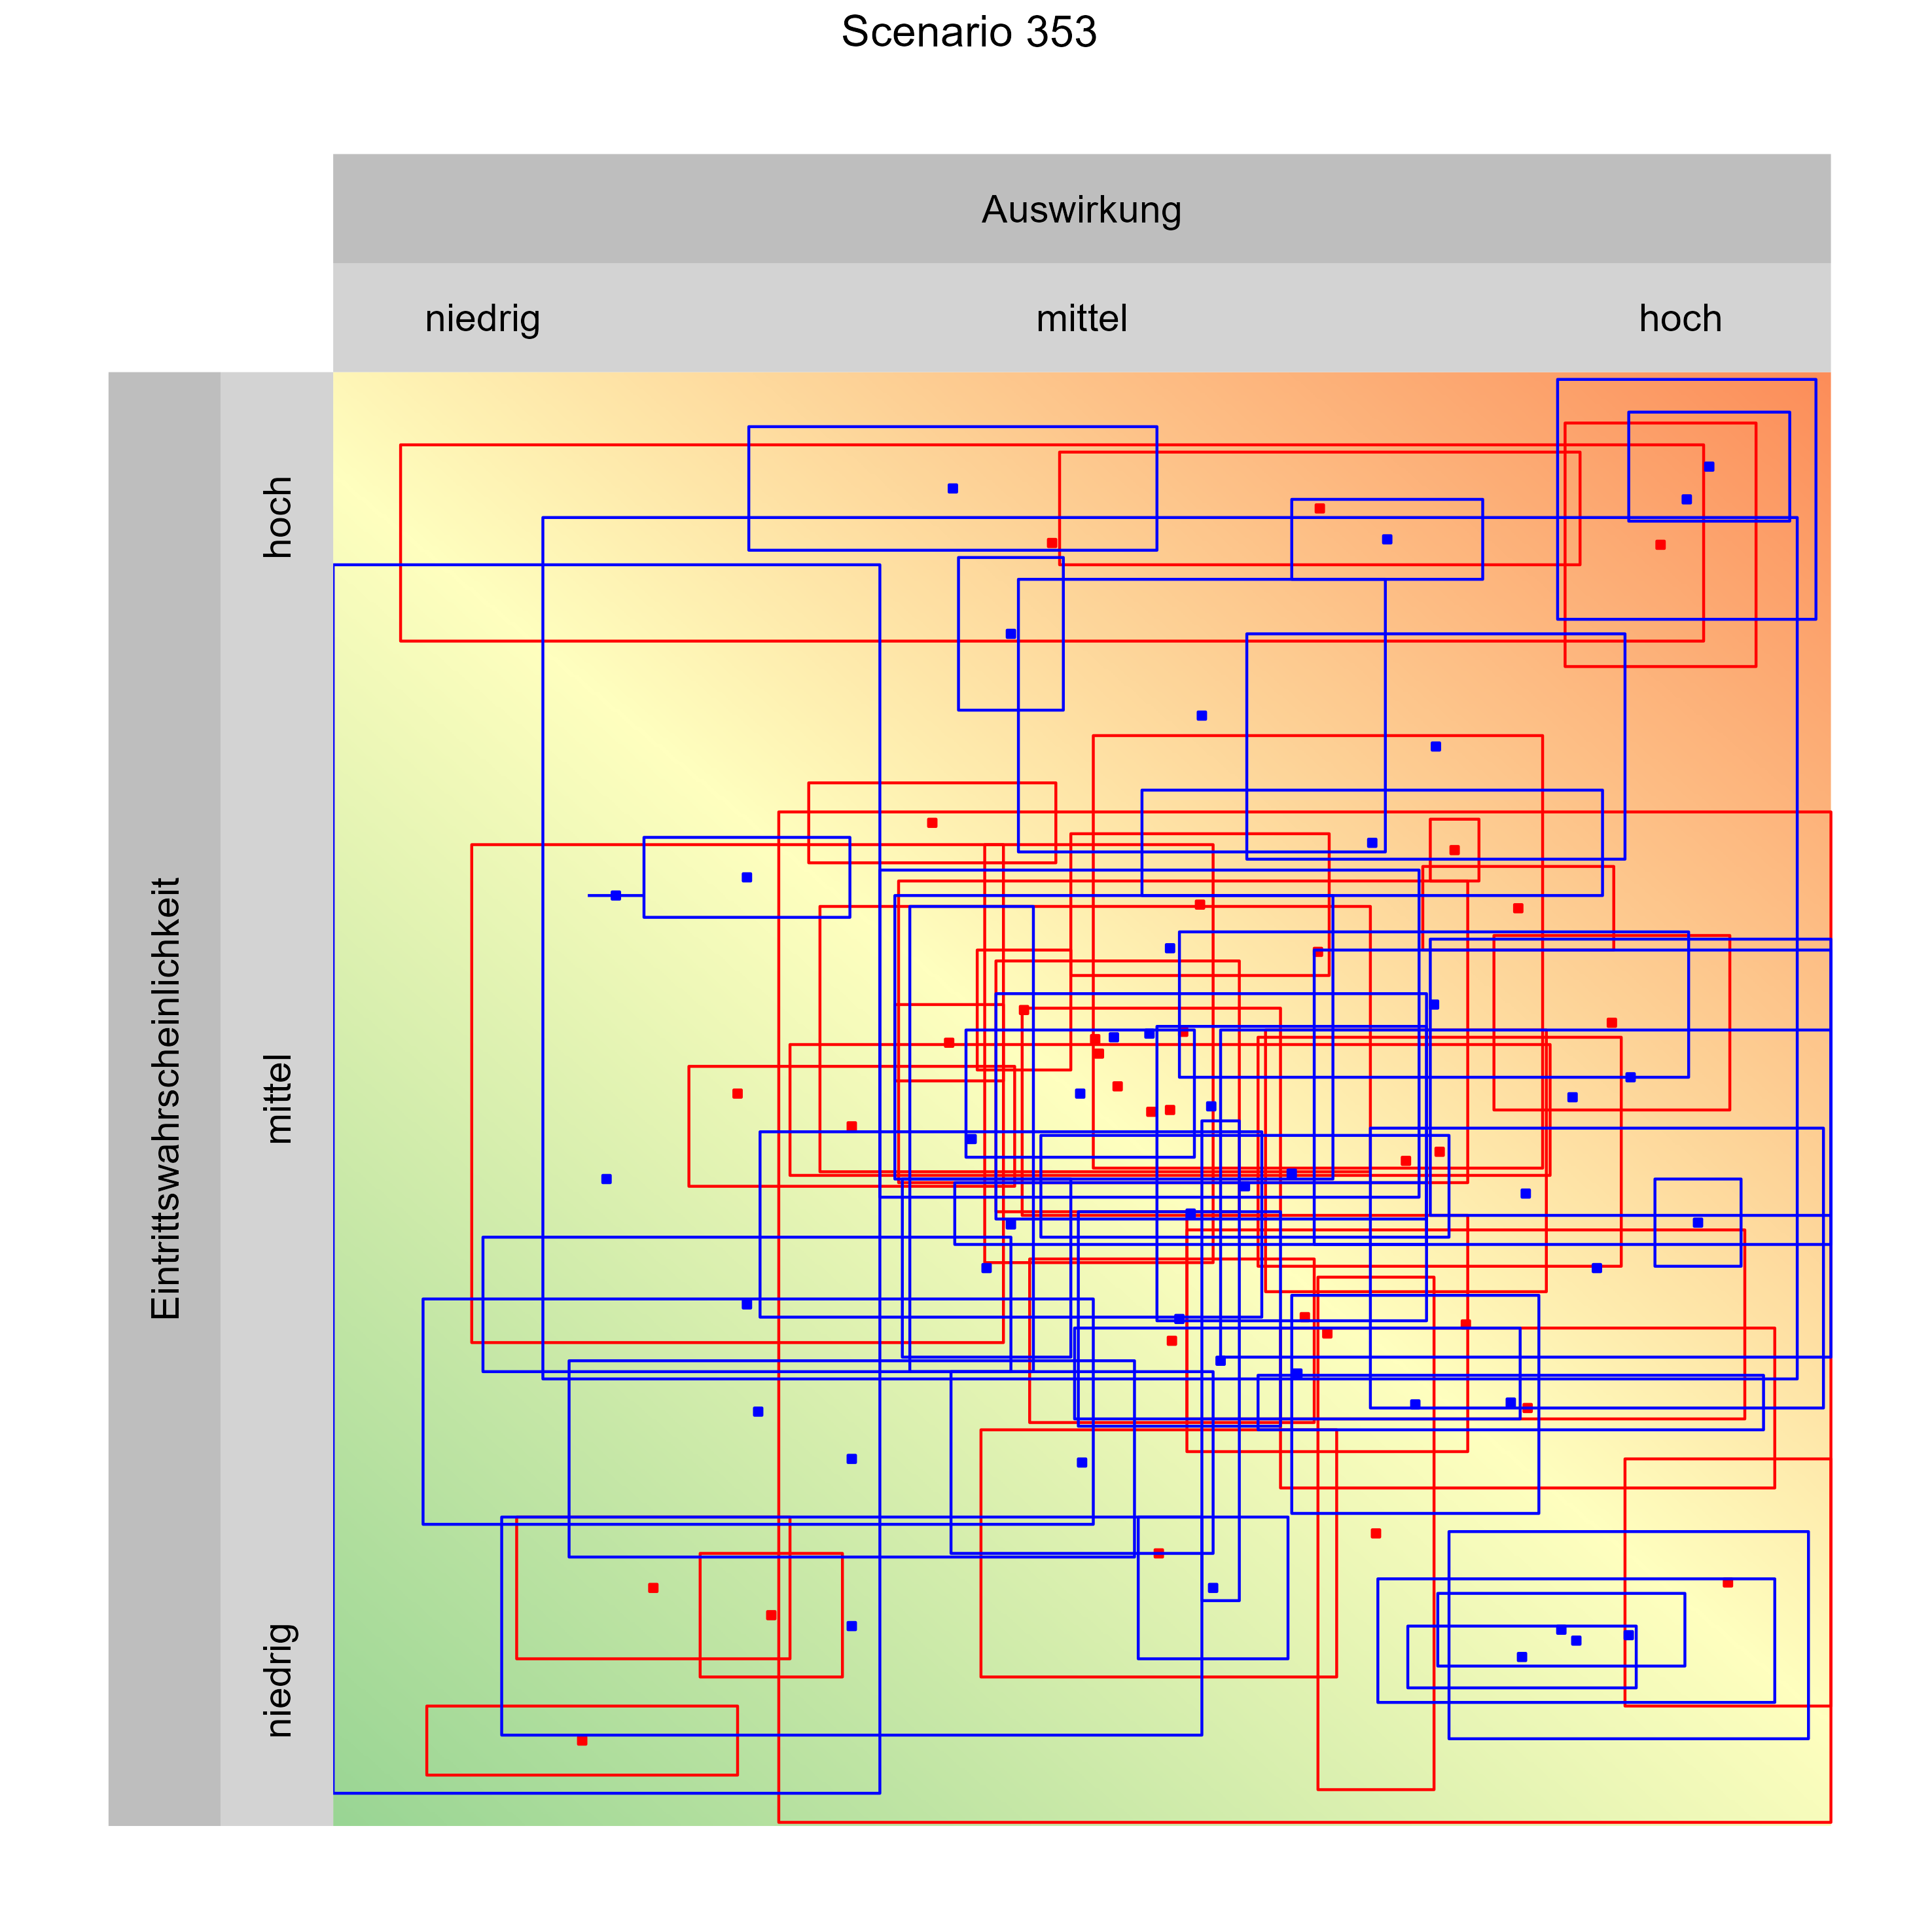 Scenario 353
Auswirkung
niedrig
mittel
hoch
Eintrittswahrscheinlichkeit
hoch
mittel
niedrig